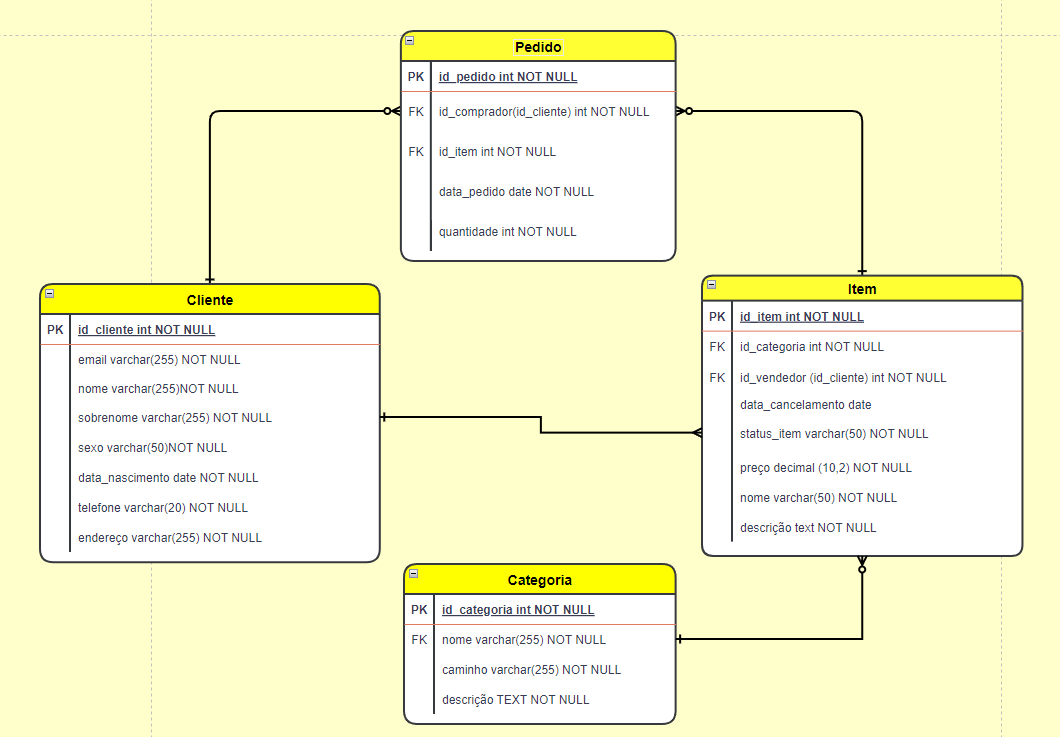 Pedido
PK id_pedido int NOT NULL
FK id_comprador(id_cliente) int NOT NULL
FK id_item int NOT NULL
data_pedido date NOT NULL
quantidade int NOT NULL
Cliente
PK id_cliente int NOT NULL
email varchar(255) NOT NULL
nome varchar(255)NOT NULL
sobrenome varchar(255) NOT NULL
sexo varchar(50)NOT NULL
data_nascimento date NOT NULL
telefone varchar(20) NOT NULL
endereço varchar(255) NOT NULL
Item
PK id_item int NOT NULL
FK id_categoria int NOT NULL
FK id_vendedor (id_cliente) int NOT NULL
data_cancelamento date
status_item varchar(50) NOT NULL
preço decimal (10,2) NOT NULL
nome varchar(50) NOT NULL
descrição text NOT NULL
Categoria
PK id_categoria int NOT NULL
FK nome varchar(255) NOT NULL
caminho varchar(255) NOT NULL
descrição TEXT NOT NULL